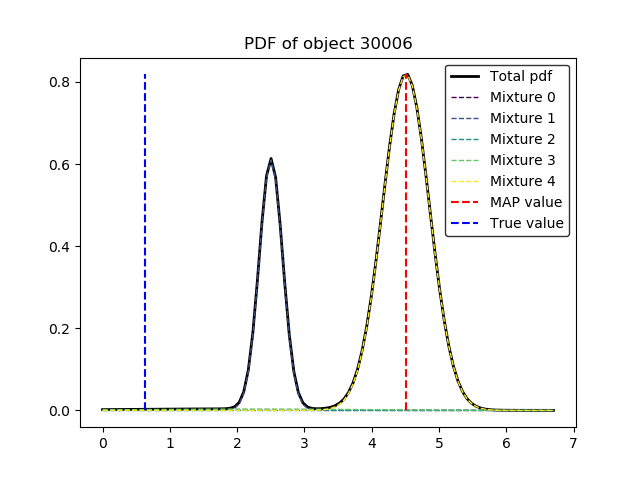 PDF of object 30006
Total pdf
Mixture 0
Mixture 1
Mixture 2
Mixture 3
Mixture 4
MAP value
True value
0.8
0.6
0.4
0.2
0.0
0 1 2 3 4 5 6 7